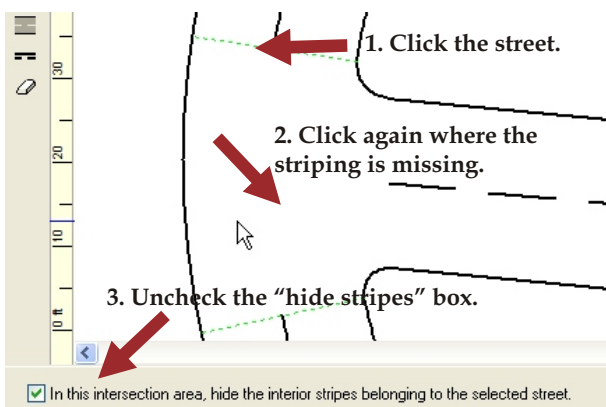 1. Click the street.
30
2. Click again where the
striping is missing.
20
10
3. Uncheck the “hide stripes” box.
0 ft
In this intersection area, hide the interior stripes belonging to the selected street.